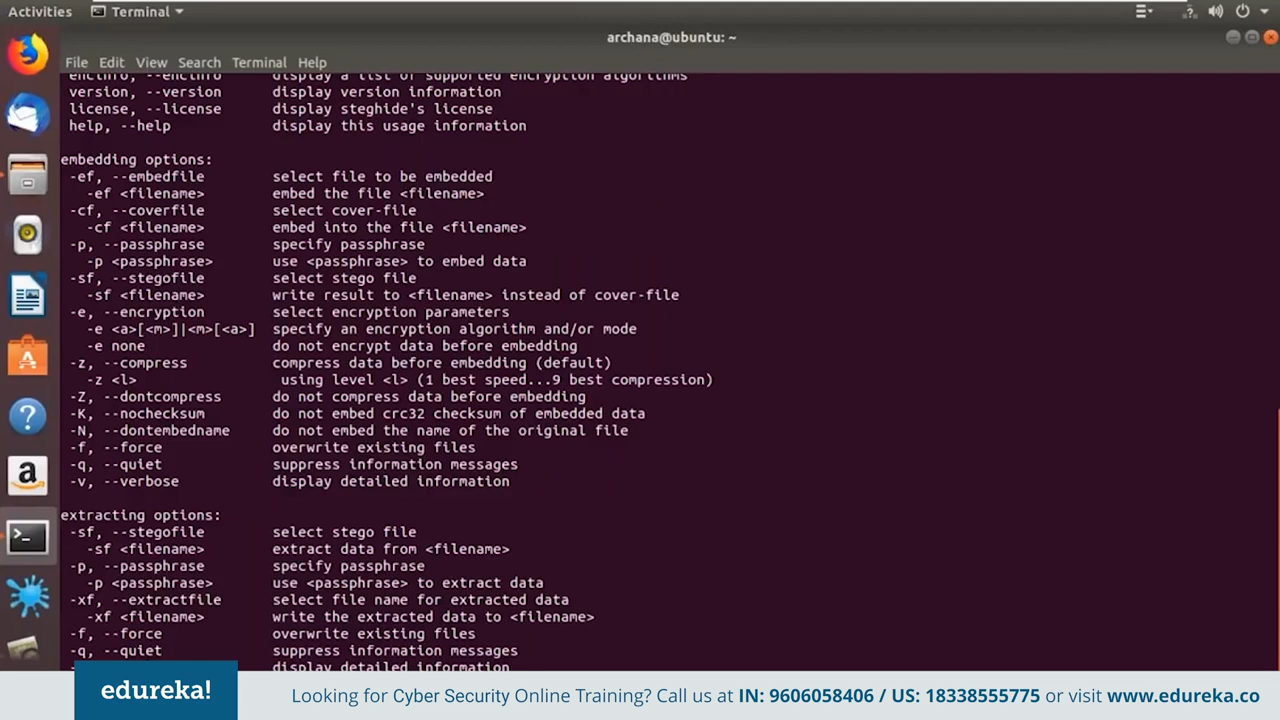 Activities
Terminal
archana@ubuntu: ~
File Edit View Search Terminal Help
encinfo, --encinfo display a list of supported encryption algorithms
version, --version display version information
license, --license display steghide's license
help, --help display this usage information
embedding options:
-ef, --embedfile select file to be embedded
-ef <filename> embed the file <filename>
-cf, --coverfile select cover-file
-cf <filename> embed into the file <filename>
-p, --passphrase specify passphrase
-p <passphrase> use <passphrase> to embed data
-sf, --stegofile select stego file
-sf <filename> write result to <filename> instead of cover-file
-e, --encryption select encryption parameters
-e <a>[<m>]|<m>[<a>] specify an encryption algorithm and/or mode
-e none do not encrypt data before embedding
-z, --compress compress data before embedding (default)
-z <l> using level <l> (1 best speed...9 best compression)
-Z, --dontcompress do not compress data before embedding
-K, --nochecksum do not embed crc32 checksum of embedded data
-N, --dontembedname do not embed the name of the original file
-f, --force overwrite existing files
-q, --quiet suppress information messages
-v, --verbose display detailed information
extracting options:
-sf, --stegofile select stego file
-sf <filename> extract data from <filename>
-p, --passphrase specify passphrase
-p <passphrase> use <passphrase> to extract data
-xf, --extractfile select file name for extracted data
-xf <filename> write the extracted data to <filename>
-f, --force overwrite existing files
-q, --quiet suppress information messages
display detailed information
edureka!
Looking for Cyber Security Online Training? Call us at IN: 9606058406 / US: 18338555775 or visit www.edureka.co